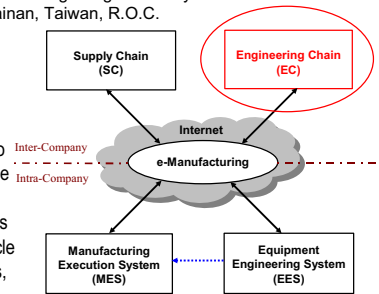 ainan, Taiwan, R.O.C.
Supply Chain
(SC)
Engineering Chain
(EC)
Internet
Inter-Company
e-Manufacturing
Intra-Company
Manufacturing
Execution System
(MES)
Equipment
Engineering System
(EES)